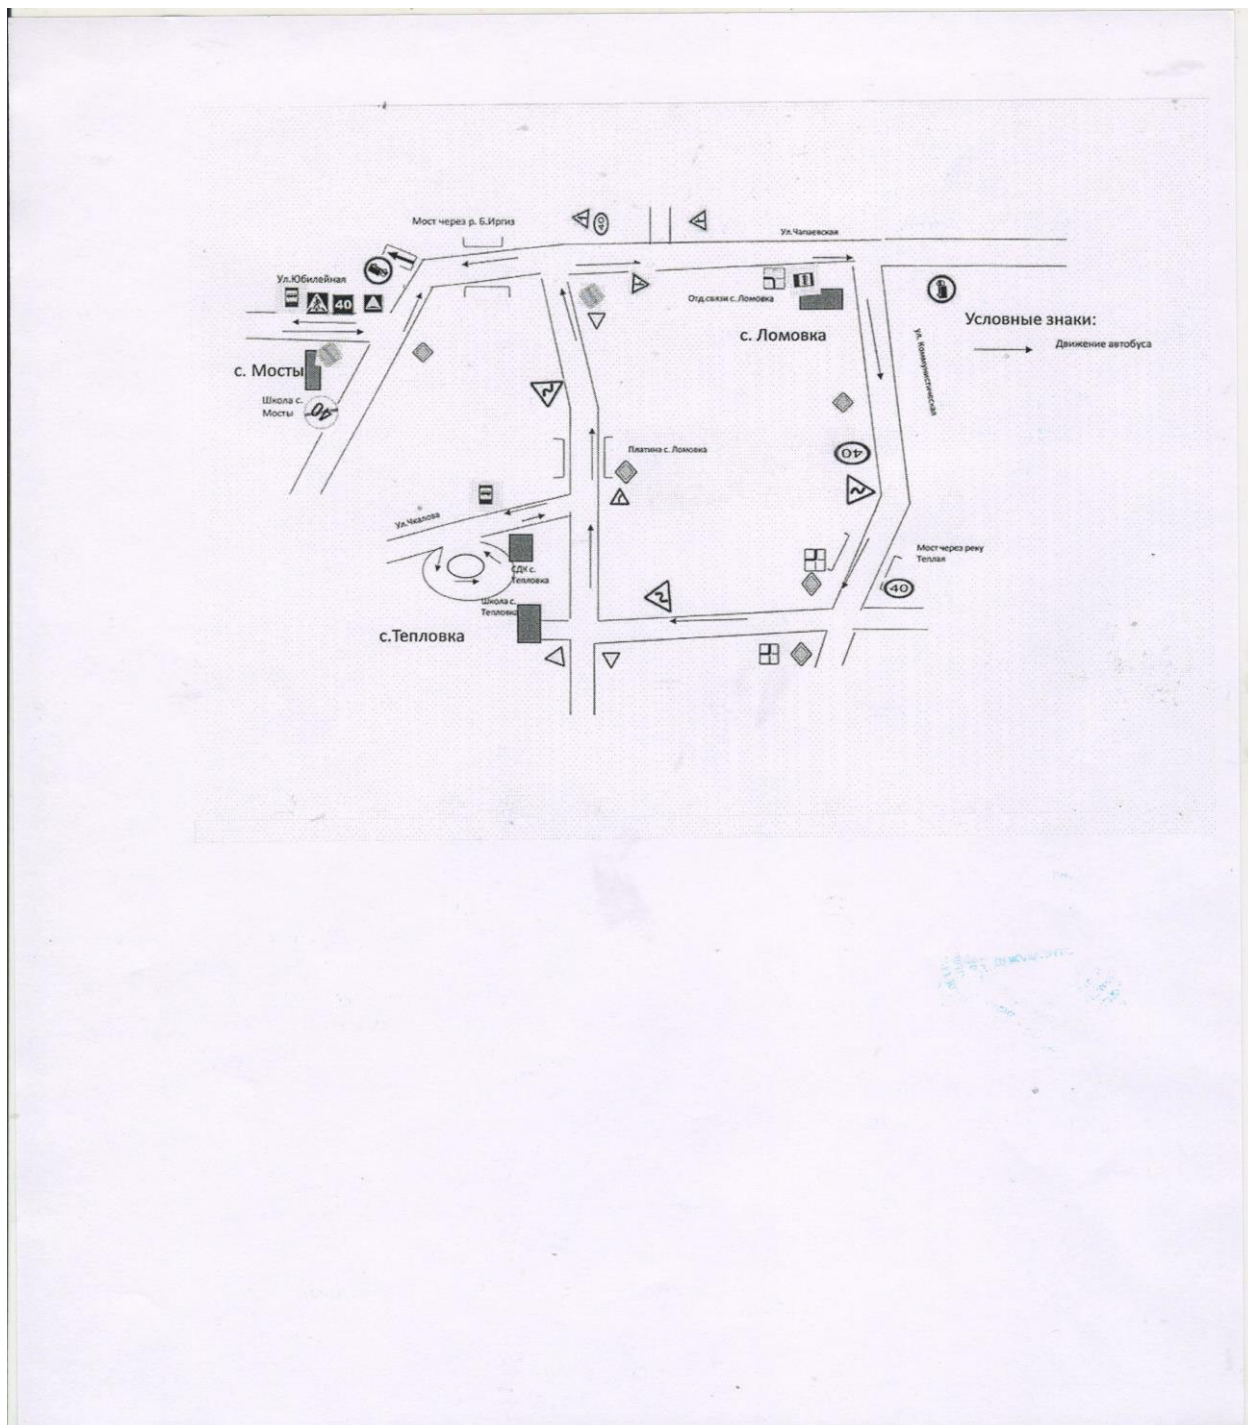 Мост через р. Б.Иргиз
40
Ул.Чапаевская
Ул.Юбилейная
40
Отд.связи с. Ломовка
с. Ломовка
Условные знаки:
Движение автобуса
ул. Коммунистическая
с. Мосты
Школа с.
Мосты
40
Платина с. Ломовка
40
Ул.Чкалова
Мост через реку
Теплая
40
СДК с.
Тепловка
Школа с.
Тепловка
с.Тепловка